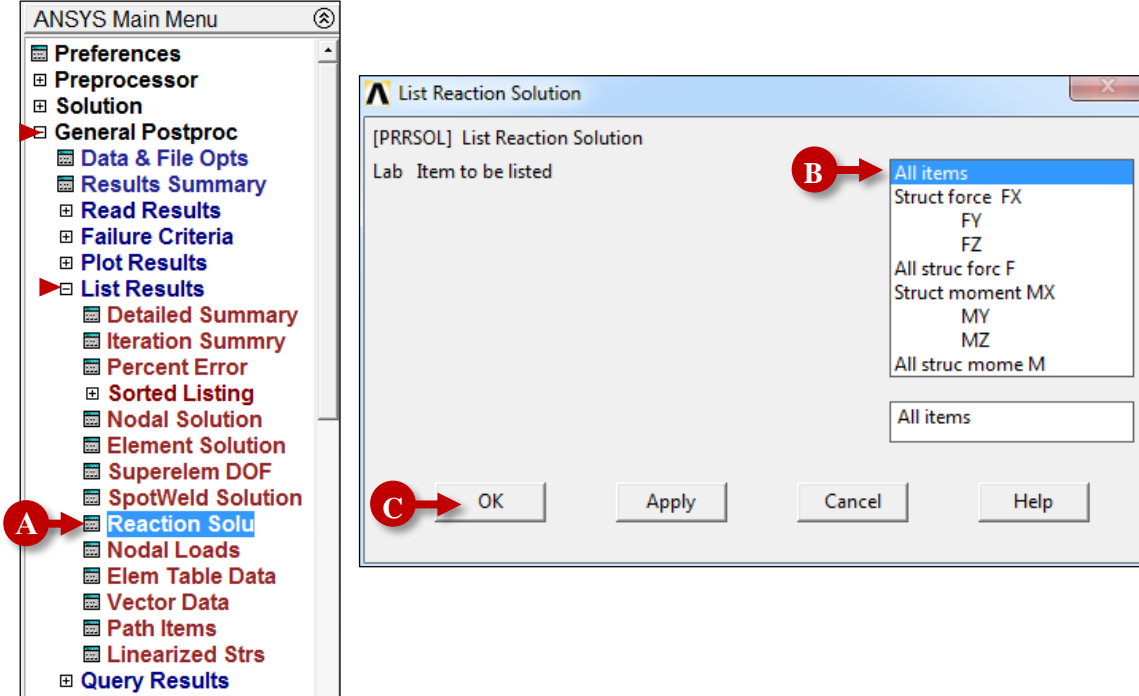 ANSYS Main Menu
Preferences
Preprocessor
Solution
General Postproc
Data & File Opts
Results Summary
Read Results
Failure Criteria
Plot Results
List Results
Detailed Summary
Iteration Summry
Percent Error
Sorted Listing
Nodal Solution
Element Solution
Superelem DOF
SpotWeld Solution
A
Reaction Solu
Nodal Loads
Elem Table Data
Vector Data
Path Items
Linearized Strs
Query Results
List Reaction Solution
[PRRSOL] List Reaction Solution
Lab Item to be listed
B
All items
Struct force FX
FY
FZ
All struc forc F
Struct moment MX
MY
MZ
All struc mome M
All items
C
OK Apply Cancel Help